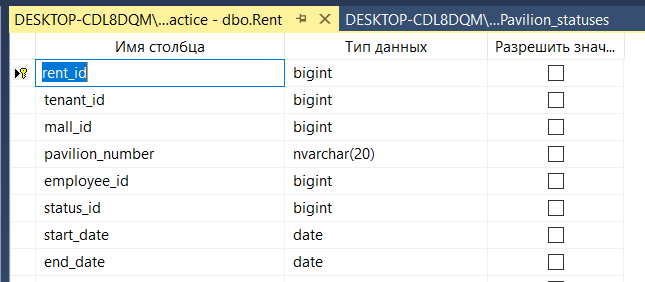 DESKTOP-CDL8DQM\...actice - dbo.Rent DESKTOP-CDL8DQM\...Pavilion_statuses
Имя столбца Тип данных Разрешить знач...
rent_id bigint
tenant_id bigint
mall_id bigint
pavilion_number nvarchar(20)
employee_id bigint
status_id bigint
start_date date
end_date date